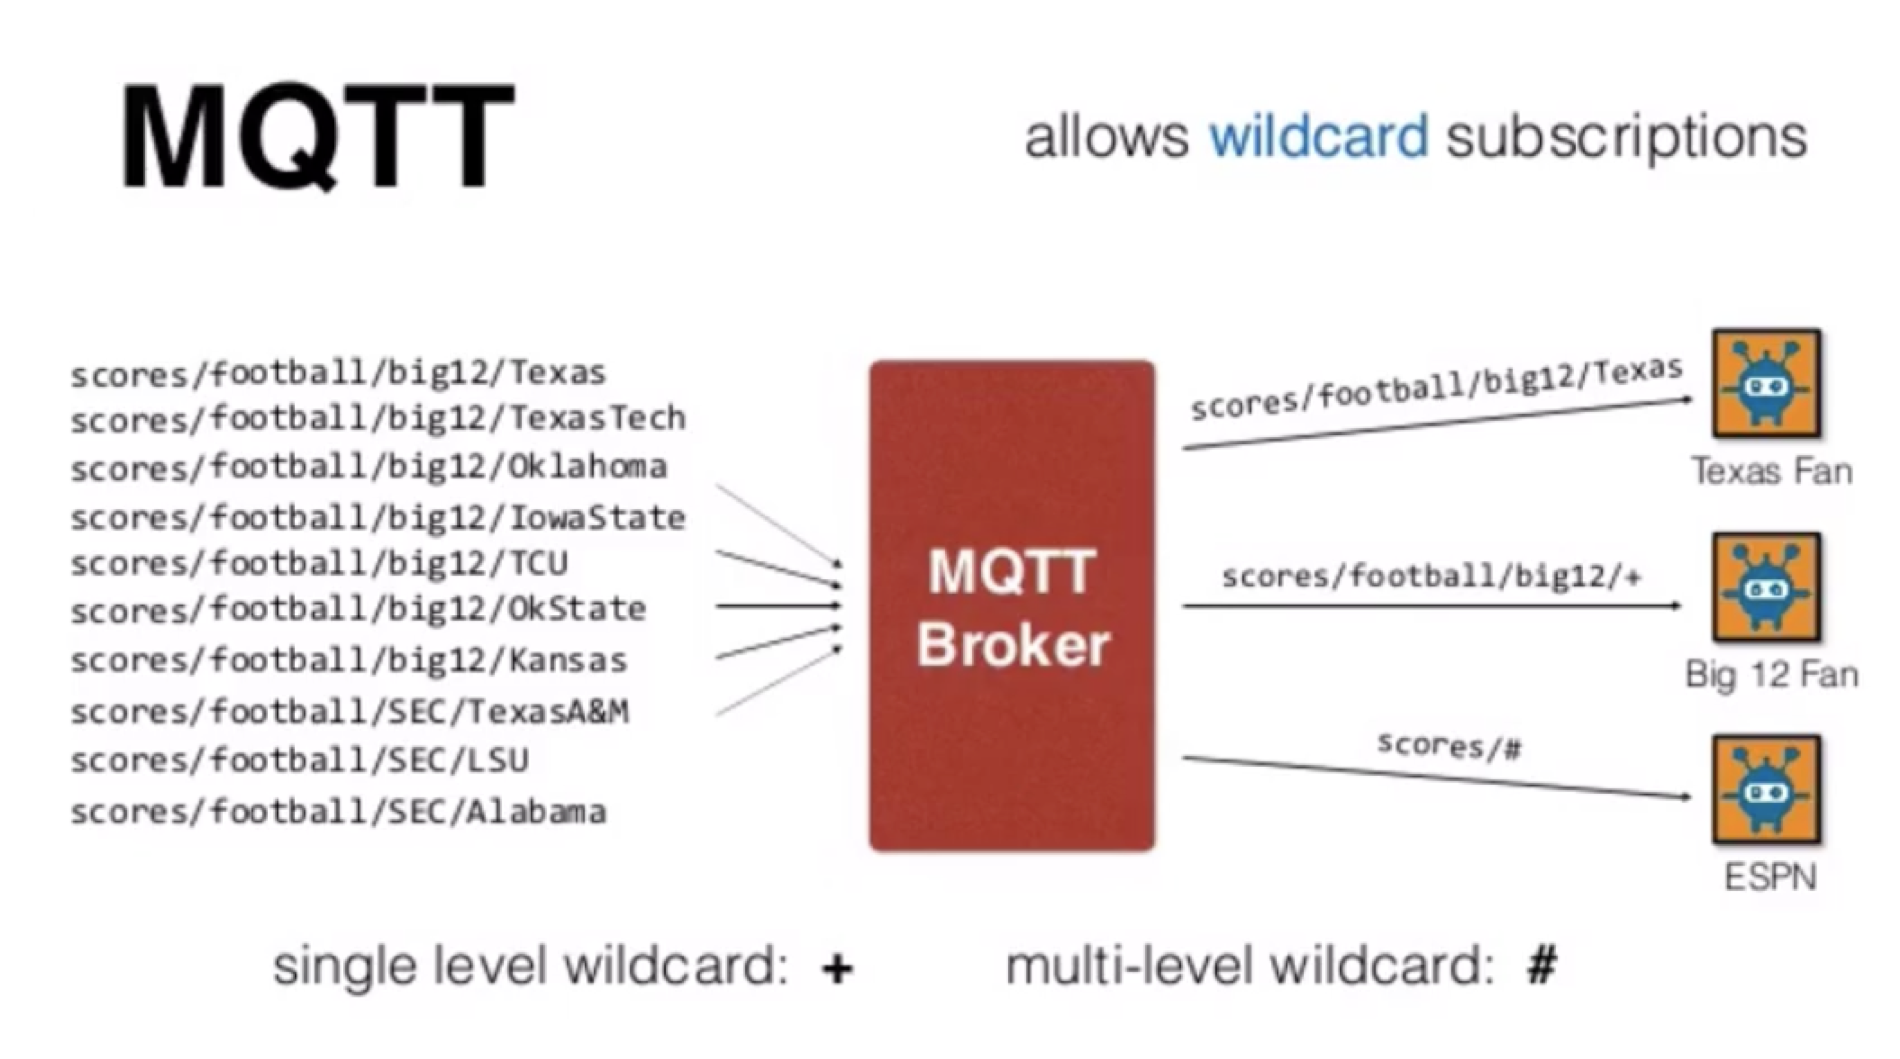 MQTT
allows wildcard subscriptions
scores/football/big12/Texas
scores/football/big12/TexasTech
scores/football/big12/Oklahoma
scores/football/big12/IowaState
scores/football/big12/TCU
scores/football/big12/OkState
scores/football/big12/Kansas
scores/football/SEC/TexasA&M
scores/football/SEC/LSU
scores/football/SEC/Alabama
MQTT
Broker
scores/football/big12/Texas
Texas Fan
scores/football/big12/+
Big 12 Fan
scores/#
ESPN
single level wildcard: +
multi-level wildcard: #